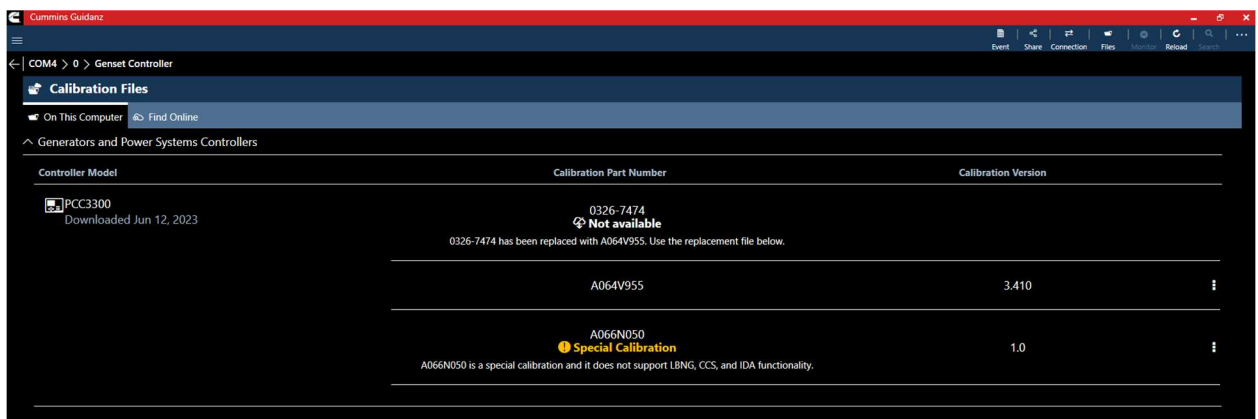 Cummins Guidanz
Event Share Connection Files Monitor Reload Search
COM4 > 0 > Genset Controller
Calibration Files
On This Computer Find Online
Generators and Power Systems Controllers
Controller Model Calibration Part Number Calibration Version
PCC3300
Downloaded Jun 12, 2023
0326-7474
Not available
0326-7474 has been replaced with A064V955. Use the replacement file below.
A064V955 3.410
A066N050
Special Calibration
1.0
A066N050 is a special calibration and it does not support LBNG, CCS, and IDA functionality.